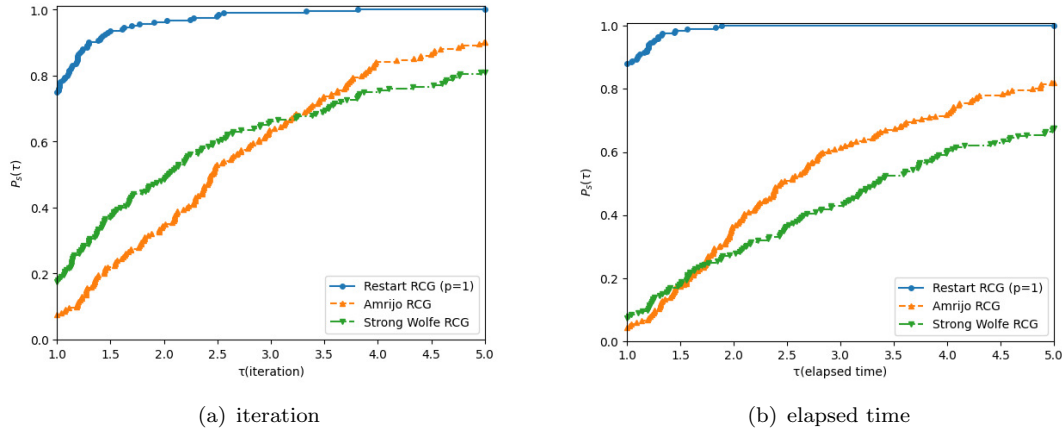 1.0
0.8
0.6
0.4
0.2
0.0
P_s(τ)
1.0 1.5 2.0 2.5 3.0 3.5 4.0 4.5 5.0
τ(iteration)
Restart RCG (p=1)
Amrijo RCG
Strong Wolfe RCG
(a) iteration
1.0
0.8
0.6
0.4
0.2
0.0
P_s(τ)
1.0 1.5 2.0 2.5 3.0 3.5 4.0 4.5 5.0
τ(elapsed time)
Restart RCG (p=1)
Amrijo RCG
Strong Wolfe RCG
(b) elapsed time